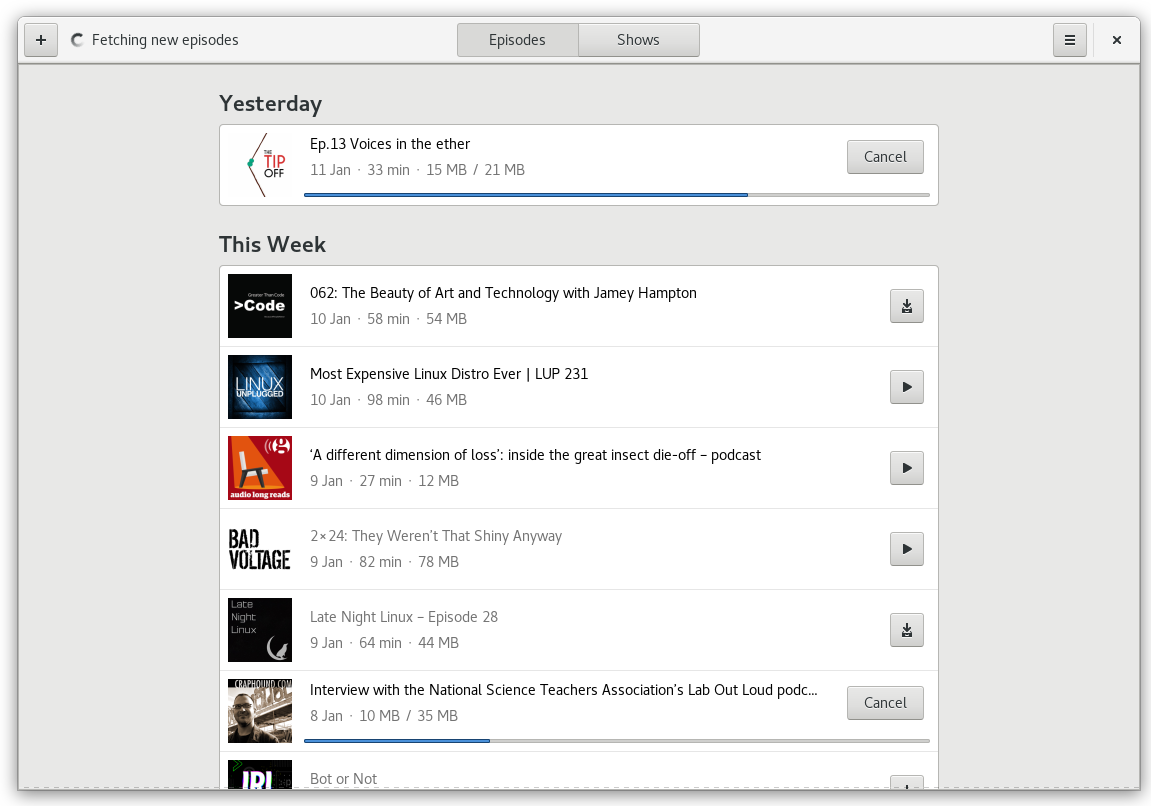 Fetching new episodes
Episodes
Shows
Yesterday
THE
TIP
OFF
Ep.13 Voices in the ether
11 Jan · 33 min · 15 MB / 21 MB
Cancel
This Week
Greater Than Code
>Code
062: The Beauty of Art and Technology with Jamey Hampton
10 Jan · 58 min · 54 MB
LINUX
UNPLUGGED
Most Expensive Linux Distro Ever | LUP 231
10 Jan · 98 min · 46 MB
g
audio long reads
‘A different dimension of loss’: inside the great insect die-off – podcast
9 Jan · 27 min · 12 MB
BAD
VOLTAGE
2×24: They Weren’t That Shiny Anyway
9 Jan · 82 min · 78 MB
Late
Night
Linux
Late Night Linux – Episode 28
9 Jan · 64 min · 44 MB
CRAPHOUND.COM
Interview with the National Science Teachers Association’s Lab Out Loud podc...
8 Jan · 10 MB / 35 MB
Cancel
Bot or Not